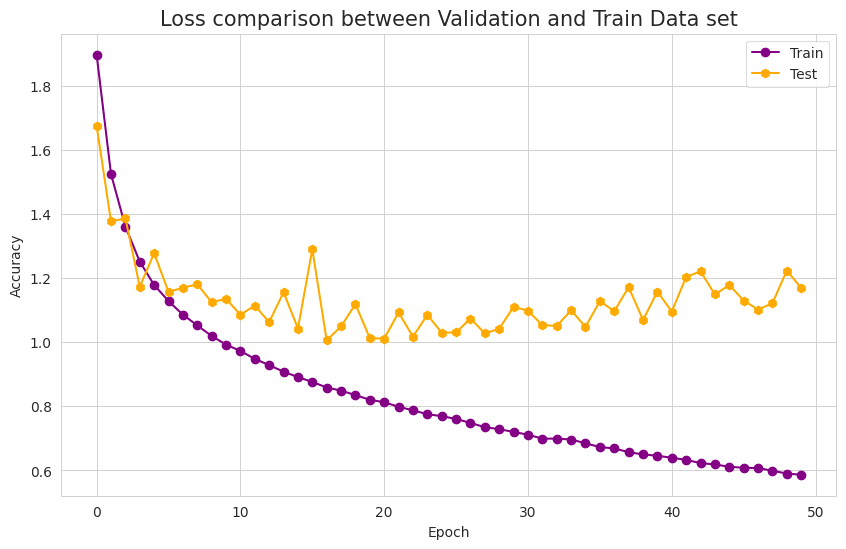 Loss comparison between Validation and Train Data set
Train
Test
1.8
1.6
1.4
1.2
1.0
0.8
0.6
Accuracy
0
10
20
30
40
50
Epoch